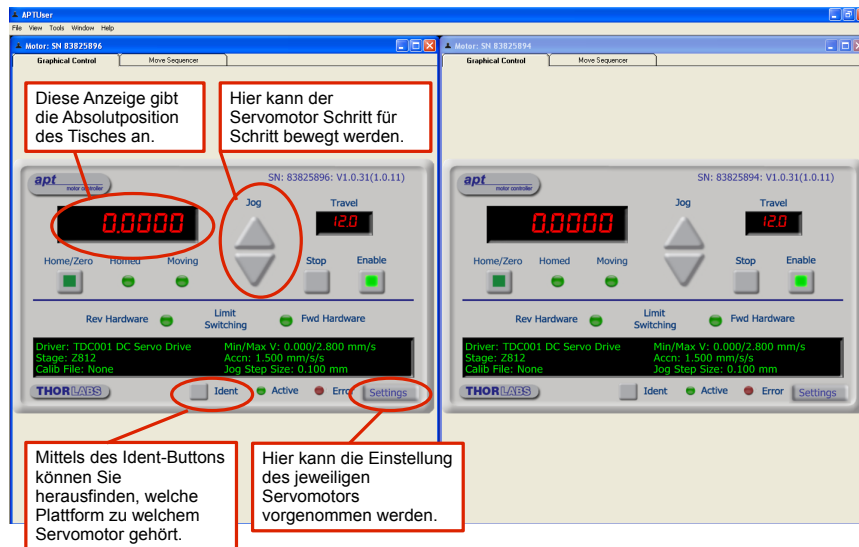 APTUser
File View Tools Window Help
Motor: SN 83825896
Graphical Control Move Sequencer
Diese Anzeige gibt
die Absolutposition
des Tisches an.
Hier kann der
Servomotor Schritt für
Schritt bewegt werden.
apt
motor controller
SN: 83825896: V1.0.31(1.0.11)
Jog
Travel
0.0000
12.0
Home/Zero Homed Moving
Stop Enable
Rev Hardware
Limit
Switching
Fwd Hardware
Driver: TDC001 DC Servo Drive
Stage: Z812
Calib File: None
Min/Max V: 0.000/2.800 mm/s
Accn: 1.500 mm/s/s
Jog Step Size: 0.100 mm
THORLABS
Ident Active Error Settings
Mittels des Ident-Buttons
können Sie
herausfinden, welche
Plattform zu welchem
Servomotor gehört.
Hier kann die Einstellung
des jeweiligen
Servomotors
vorgenommen werden.
Motor: SN 83825894
Graphical Control Move Sequencer
apt
motor controller
SN: 83825894: V1.0.31(1.0.11)
Jog
Travel
0.0000
12.0
Home/Zero Homed Moving
Stop Enable
Rev Hardware
Limit
Switching
Fwd Hardware
Driver: TDC001 DC Servo Drive
Stage: Z812
Calib File: None
Min/Max V: 0.000/2.800 mm/s
Accn: 1.500 mm/s/s
Jog Step Size: 0.100 mm
THORLABS
Ident Active Error Settings